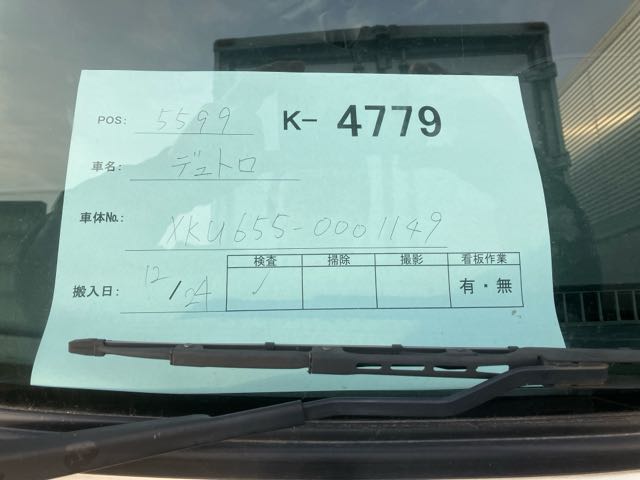 POS: 5599 K- 4779
車名: デュトロ
車体No.: XKU655-0001149
搬入日: 12/24
検査 掃除 撮影 看板作業
✓ 有・無